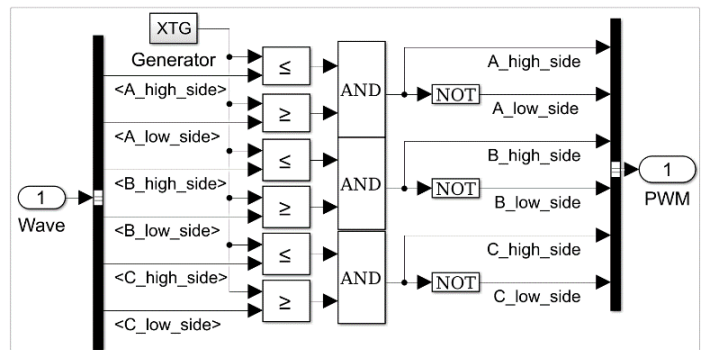 XTG
Generator
≤
<A_high_side>
≥
AND
A_high_side
NOT
A_low_side
<A_low_side>
≤
<B_high_side>
≥
AND
B_high_side
NOT
B_low_side
1
Wave
1
PWM
<B_low_side>
≤
<C_high_side>
≥
AND
C_high_side
NOT
C_low_side
<C_low_side>